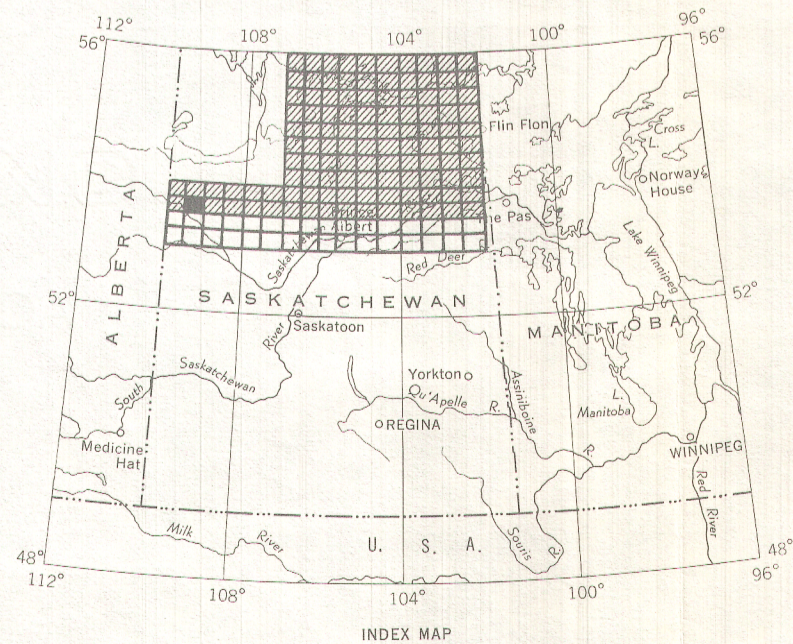 112°
108°
104°
100°
96°
56°
56°
Flin Flon
Cross
L.
Norway
House
Prince
Albert
The Pas
ALBERTA
Saskatchewan
Red Deer
R.
Lake Winnipeg
52°
52°
SASKATCHEWAN
MANITOBA
River
Saskatoon
South
Saskatchewan
Yorkton
Qu'Apelle
R.
Assiniboine
R.
L.
Manitoba
REGINA
Medicine
Hat
WINNIPEG
Red
River
Milk
River
U. S. A.
Souris
R.
48°
48°
112°
108°
104°
100°
96°
INDEX MAP